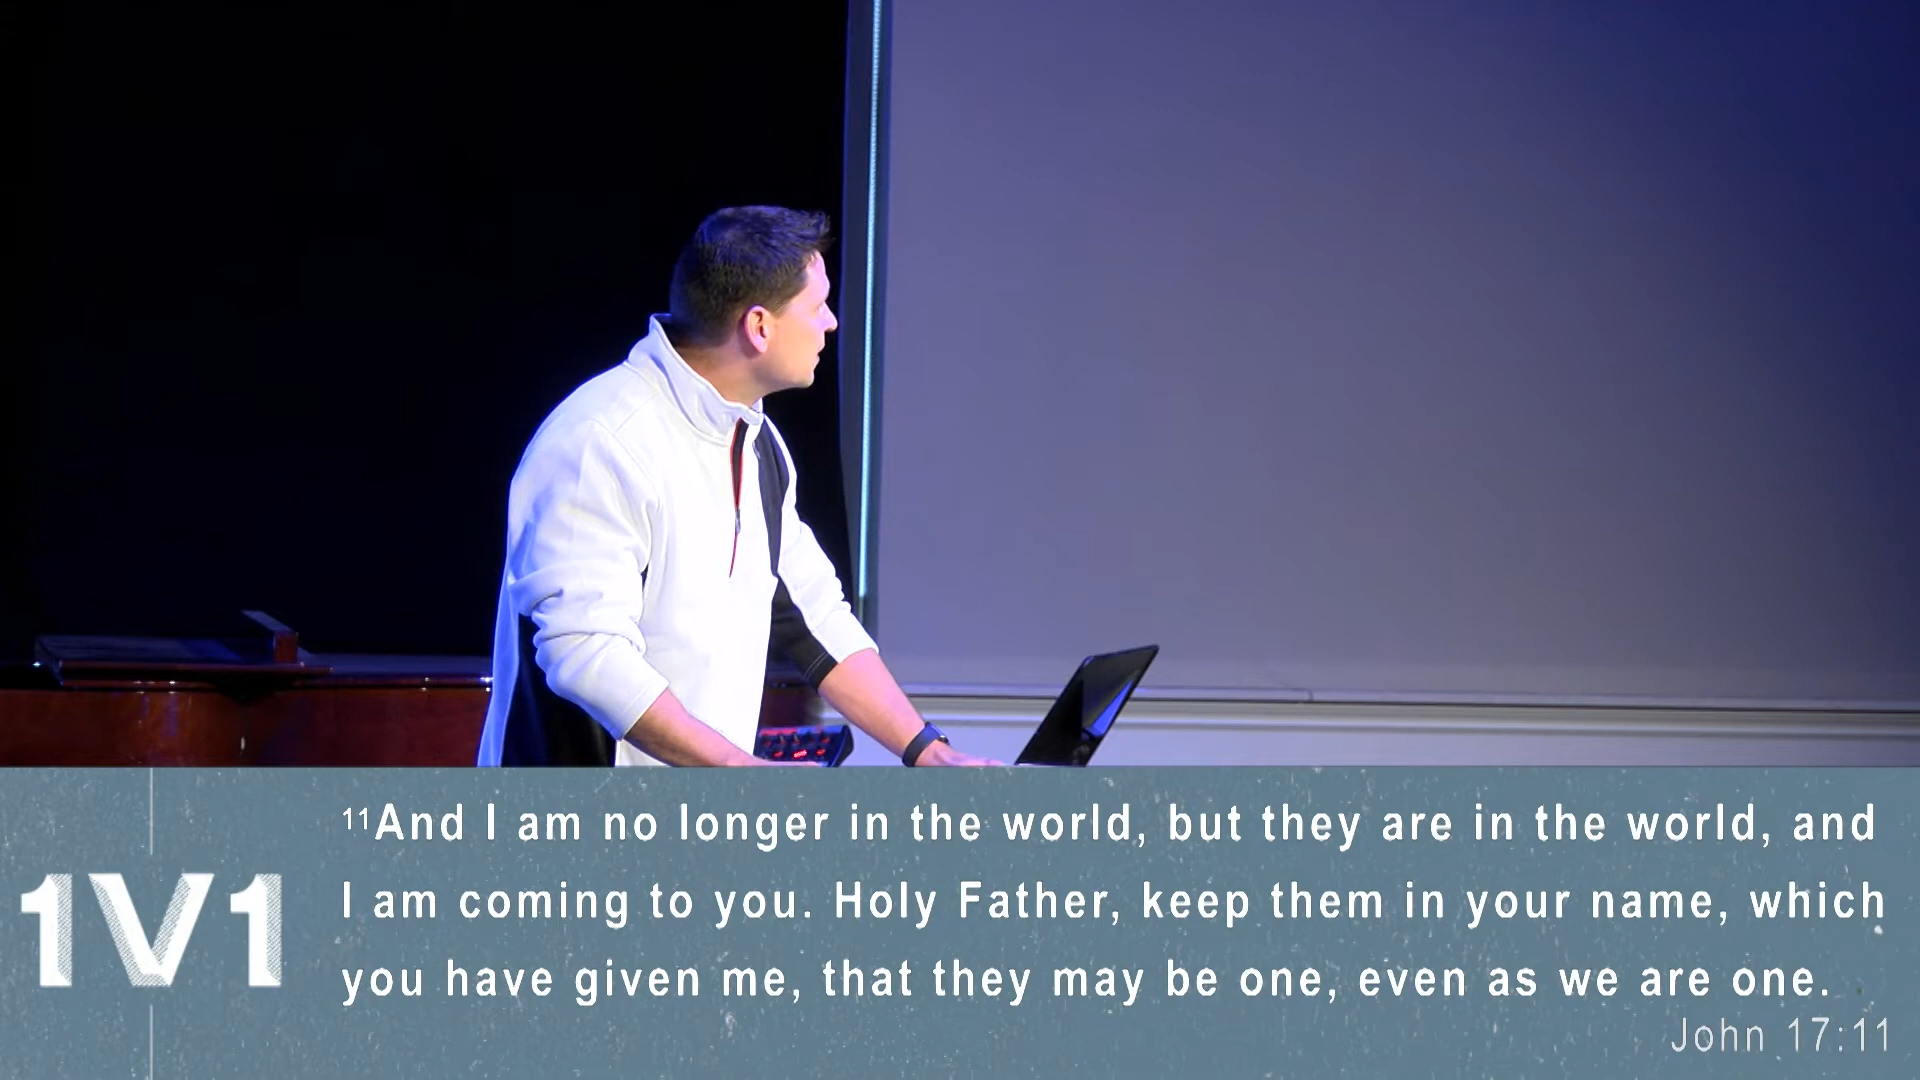 1V1
11And I am no longer in the world, but they are in the world, and
I am coming to you. Holy Father, keep them in your name, which
you have given me, that they may be one, even as we are one.
John 17:11